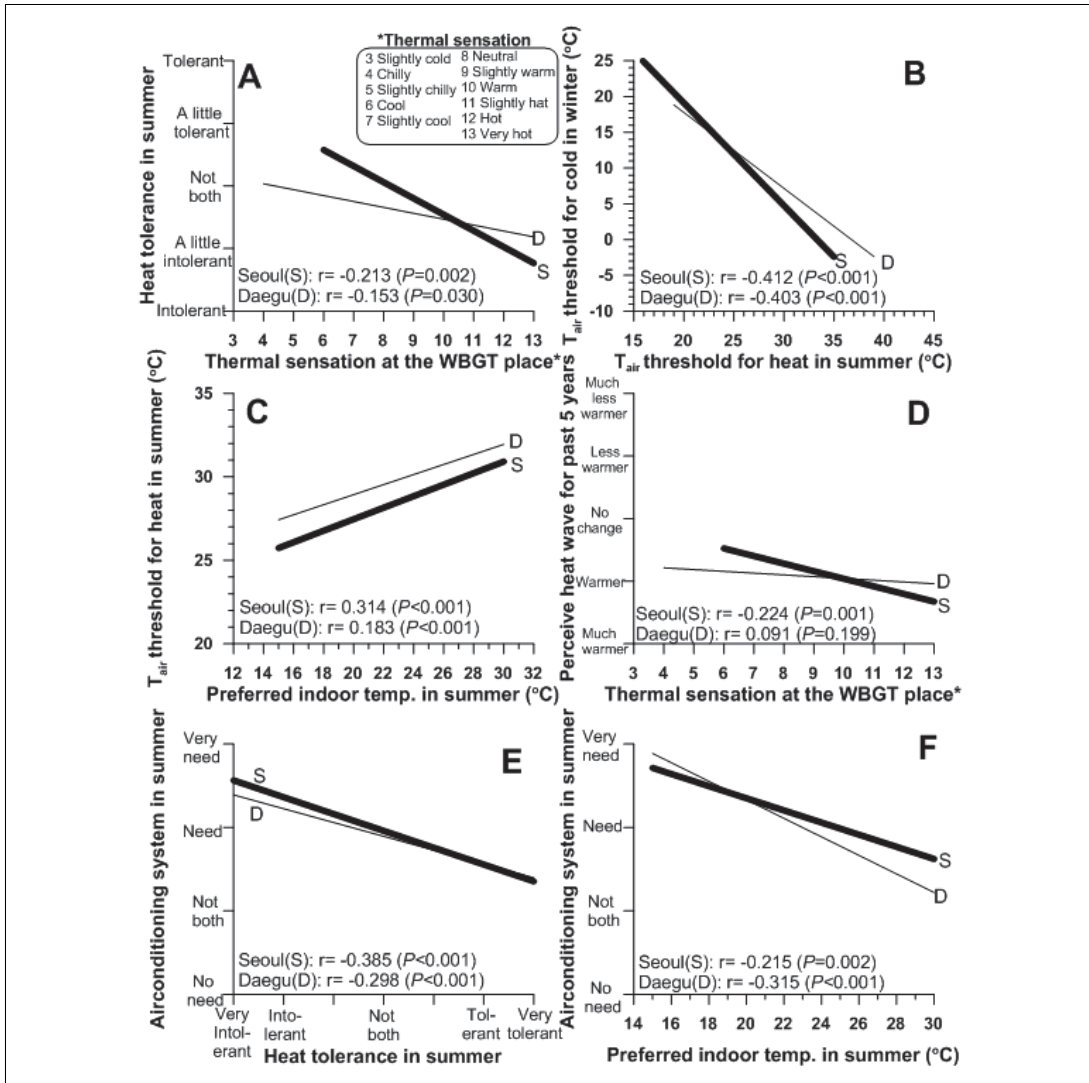 A
Heat tolerance in summer
Tolerant
A little
tolerant
Not
both
A little
intolerant
Intolerant
*Thermal sensation
3 Slightly cold
4 Chilly
5 Slightly chilly
6 Cool
7 Slightly cool
8 Neutral
9 Slightly warm
10 Warm
11 Slightly hat
12 Hot
13 Very hot
D
S
Seoul(S): r= -0.213 (P=0.002)
Daegu(D): r= -0.153 (P=0.030)
3 4 5 6 7 8 9 10 11 12 13
Thermal sensation at the WBGT place*
B
Tair threshold for cold in winter (°C)
25
20
15
10
5
0
-5
-10
S
D
Seoul(S): r= -0.412 (P<0.001)
Daegu(D): r= -0.403 (P<0.001)
15 20 25 30 35 40 45
Tair threshold for heat in summer (°C)
C
Tair threshold for heat in summer (°C)
35
30
25
20
D
S
Seoul(S): r= 0.314 (P<0.001)
Daegu(D): r= 0.183 (P<0.001)
12 14 16 18 20 22 24 26 28 30 32
Preferred indoor temp. in summer (°C)
D
Perceive heat wave for past 5 years
Much
less
warmer
Less
warmer
No
change
Warmer
Much
warmer
D
S
Seoul(S): r= -0.224 (P=0.001)
Daegu(D): r= 0.091 (P=0.199)
3 4 5 6 7 8 9 10 11 12 13
Thermal sensation at the WBGT place*
E
Airconditioning system in summer
Very
need
Need
Not
both
No
need
S
D
Seoul(S): r= -0.385 (P<0.001)
Daegu(D): r= -0.298 (P<0.001)
Very
Intol-
erant
Into-
lerant
Not
both
Tol-
erant
Very
tolerant
Heat tolerance in summer
F
Airconditioning system in summer
Very
need
Need
Not
both
No
need
S
D
Seoul(S): r= -0.215 (P=0.002)
Daegu(D): r= -0.315 (P<0.001)
14 16 18 20 22 24 26 28 30
Preferred indoor temp. in summer (°C)